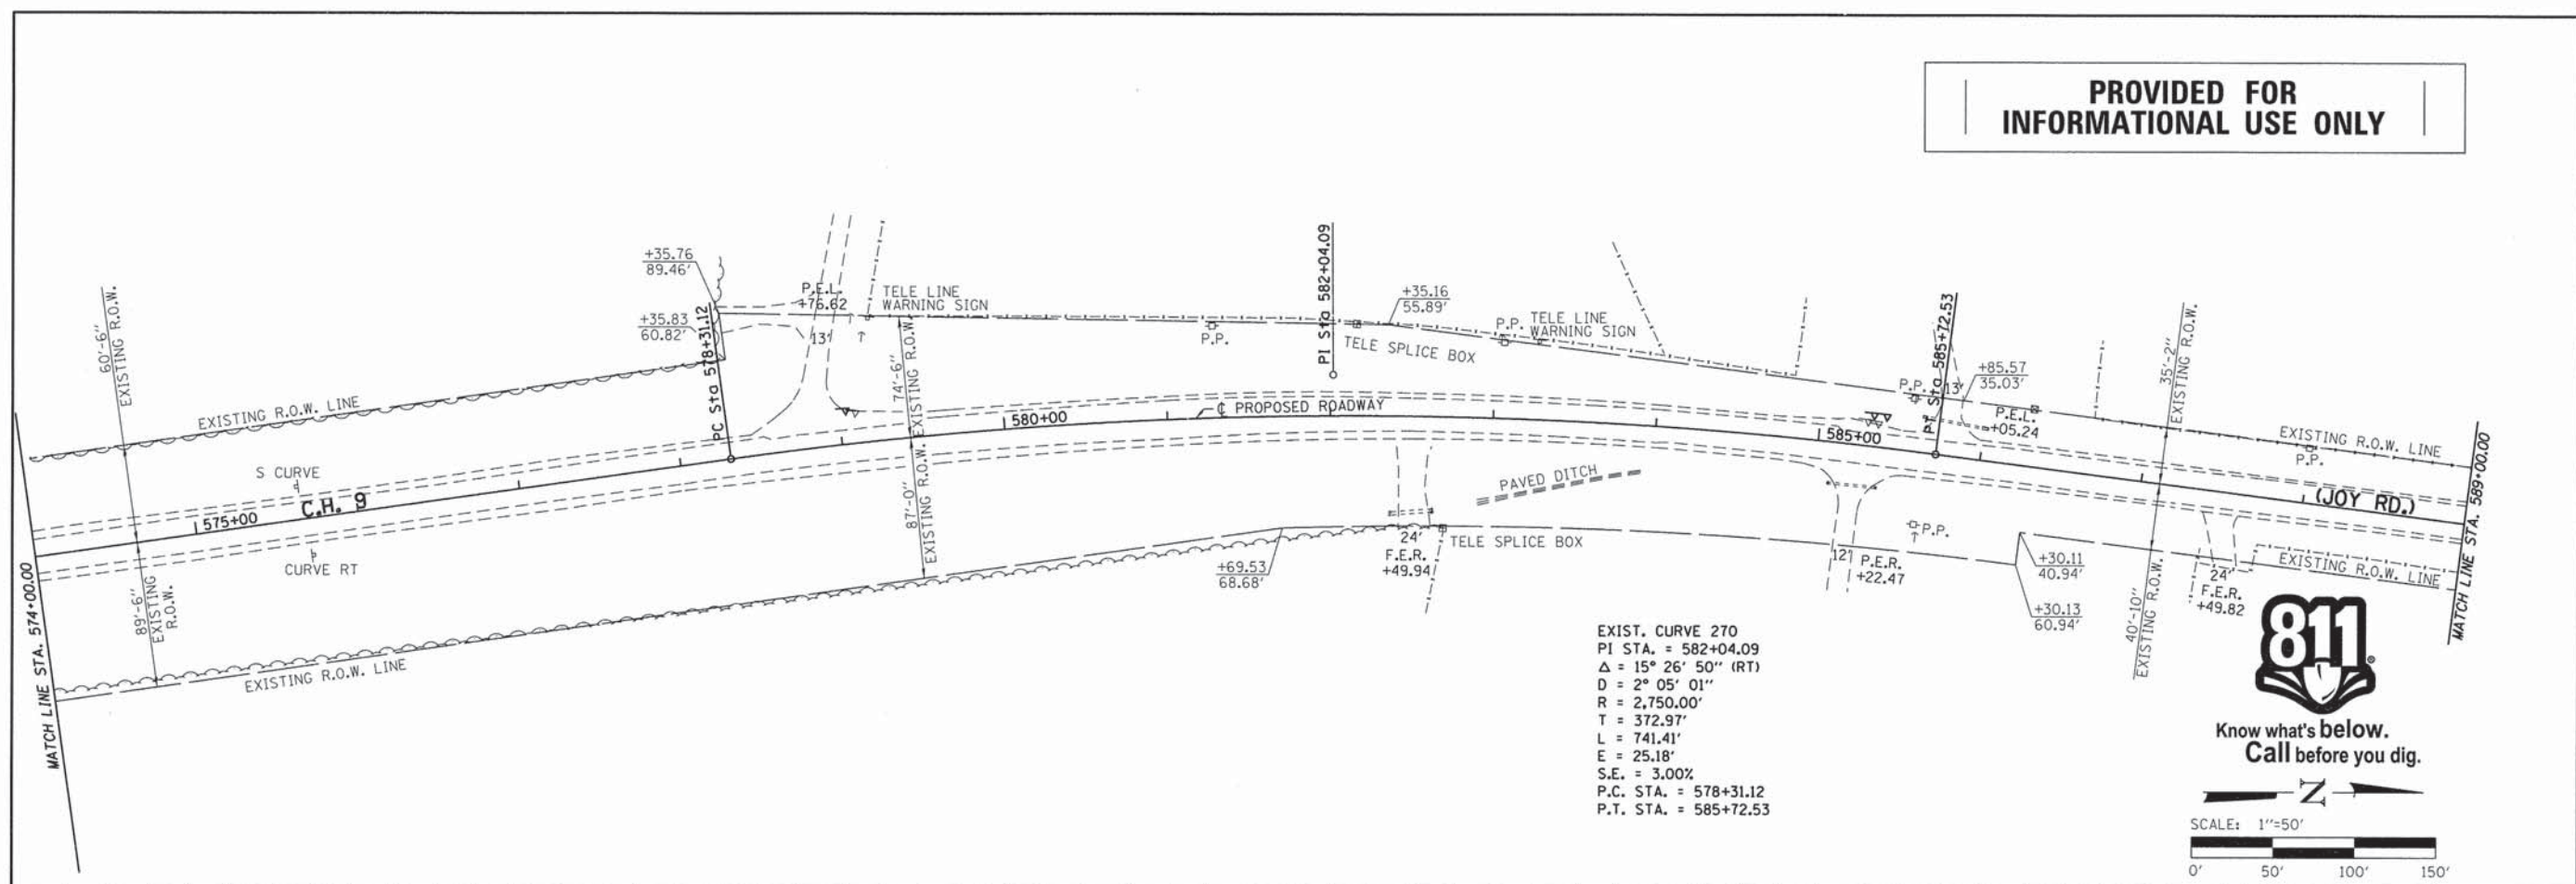 PROVIDED FOR
INFORMATIONAL USE ONLY
60'-6"
EXISTING R.O.W.
EXISTING R.O.W. LINE
S CURVE
C.H. 9
575+00
CURVE RT
89'-6"
EXISTING
R.O.W.
EXISTING R.O.W. LINE
MATCH LINE STA. 574+00.00
+35.76
89.46'
+35.83
60.82'
PC Sta 578+31.12
P.E.L.
+76.62
13'
TELE LINE
WARNING SIGN
74'-6"
EXISTING R.O.W.
87'-0"
EXISTING R.O.W.
580+00
℄ PROPOSED ROADWAY
P.P.
PI Sta 582+04.09
+35.16
55.89'
TELE SPLICE BOX
P.P.
TELE LINE
WARNING SIGN
PAVED DITCH
+69.53
68.68'
24'
F.E.R.
+49.94
TELE SPLICE BOX
585+00
PT Sta 585+72.53
P.P.
13'
+85.57
35.03'
P.E.L.
+05.24
12'
P.E.R.
+22.47
P.P.
+30.11
40.94'
+30.13
60.94'
35'-2"
EXISTING R.O.W.
40'-10"
EXISTING R.O.W.
EXISTING R.O.W. LINE
P.P.
(JOY RD.)
EXISTING R.O.W. LINE
24'
F.E.R.
+49.82
MATCH LINE STA. 589+00.00
EXIST. CURVE 270
PI STA. = 582+04.09
Δ = 15° 26' 50" (RT)
D = 2° 05' 01"
R = 2,750.00'
T = 372.97'
L = 741.41'
E = 25.18'
S.E. = 3.00%
P.C. STA. = 578+31.12
P.T. STA. = 585+72.53
811®
Know what's below.
Call before you dig.
N
SCALE: 1"=50'
0' 50' 100' 150'